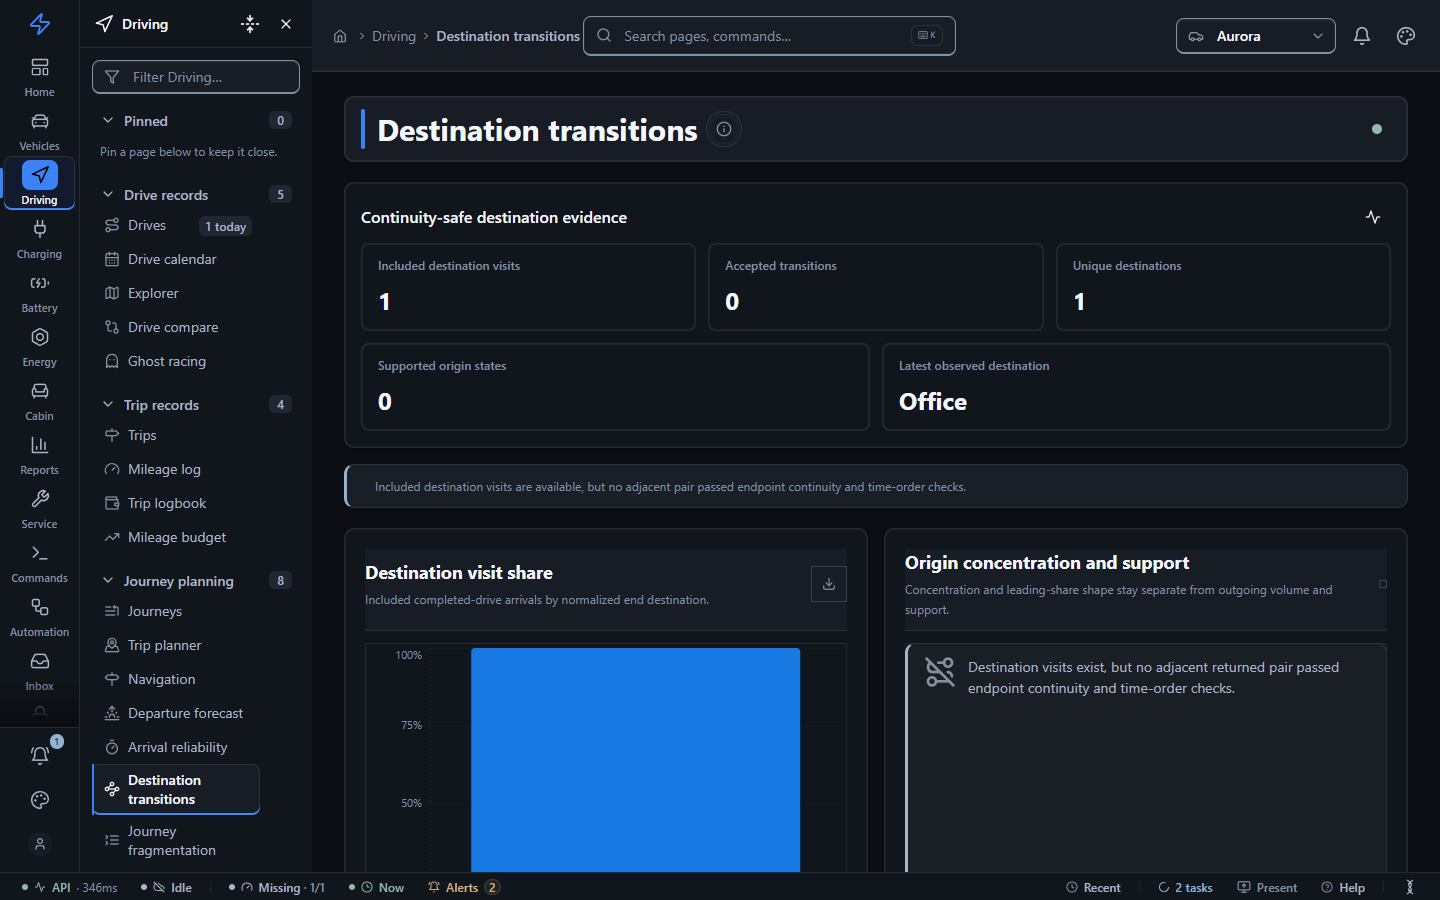 Home
Vehicles
Driving
Charging
Battery
Energy
Cabin
Reports
Service
Commands
Automation
Inbox
1
Driving
Filter Driving...
Pinned 0
Pin a page below to keep it close.
Drive records 5
Drives 1 today
Drive calendar
Explorer
Drive compare
Ghost racing
Trip records 4
Trips
Mileage log
Trip logbook
Mileage budget
Journey planning 8
Journeys
Trip planner
Navigation
Departure forecast
Arrival reliability
Destination
transitions
Journey
fragmentation
Driving Destination transitions
Search pages, commands... K
Aurora
Destination transitions
Continuity-safe destination evidence
Included destination visits
1
Accepted transitions
0
Unique destinations
1
Supported origin states
0
Latest observed destination
Office
Included destination visits are available, but no adjacent pair passed endpoint continuity and time-order checks.
Destination visit share
Included completed-drive arrivals by normalized end destination.
100%
75%
50%
Origin concentration and support
Concentration and leading-share shape stay separate from outgoing volume and
support.
Destination visits exist, but no adjacent returned pair passed
endpoint continuity and time-order checks.
API · 346ms Idle Missing · 1/1 Now Alerts 2 Recent 2 tasks Present Help